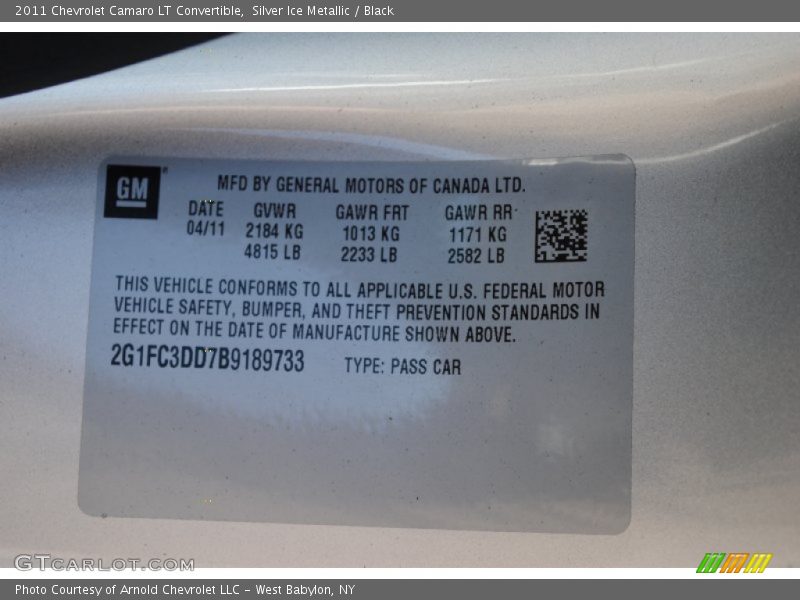 2011 Chevrolet Camaro LT Convertible, Silver Ice Metallic / Black
GM
MFD BY GENERAL MOTORS OF CANADA LTD.
DATE GVWR GAWR FRT GAWR RR
04/11 2184 KG 1013 KG 1171 KG
4815 LB 2233 LB 2582 LB
THIS VEHICLE CONFORMS TO ALL APPLICABLE U.S. FEDERAL MOTOR
VEHICLE SAFETY, BUMPER, AND THEFT PREVENTION STANDARDS IN
EFFECT ON THE DATE OF MANUFACTURE SHOWN ABOVE.
2G1FC3DD7B9189733 TYPE: PASS CAR
GTCARLOT.COM
Photo Courtesy of Arnold Chevrolet LLC - West Babylon, NY